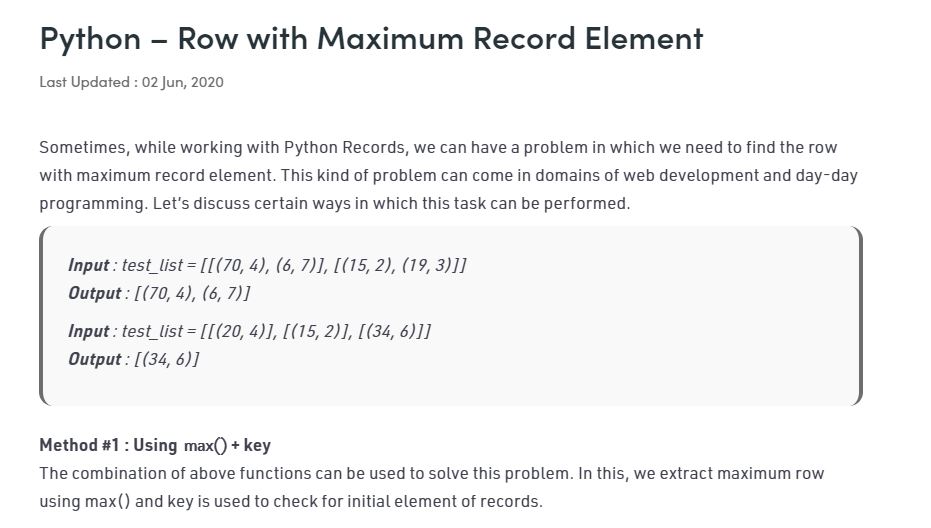 Python – Row with Maximum Record Element
Last Updated : 02 Jun, 2020
Sometimes, while working with Python Records, we can have a problem in which we need to find the row
with maximum record element. This kind of problem can come in domains of web development and day-day
programming. Let's discuss certain ways in which this task can be performed.
Input : test_list = [[(70, 4), (6, 7)], [(15, 2), (19, 3)]]
Output : [(70, 4), (6, 7)]
Input : test_list = [[(20, 4)], [(15, 2)], [(34, 6)]]
Output : [(34, 6)]
Method #1 : Using max() + key
The combination of above functions can be used to solve this problem. In this, we extract maximum row
using max() and key is used to check for initial element of records.